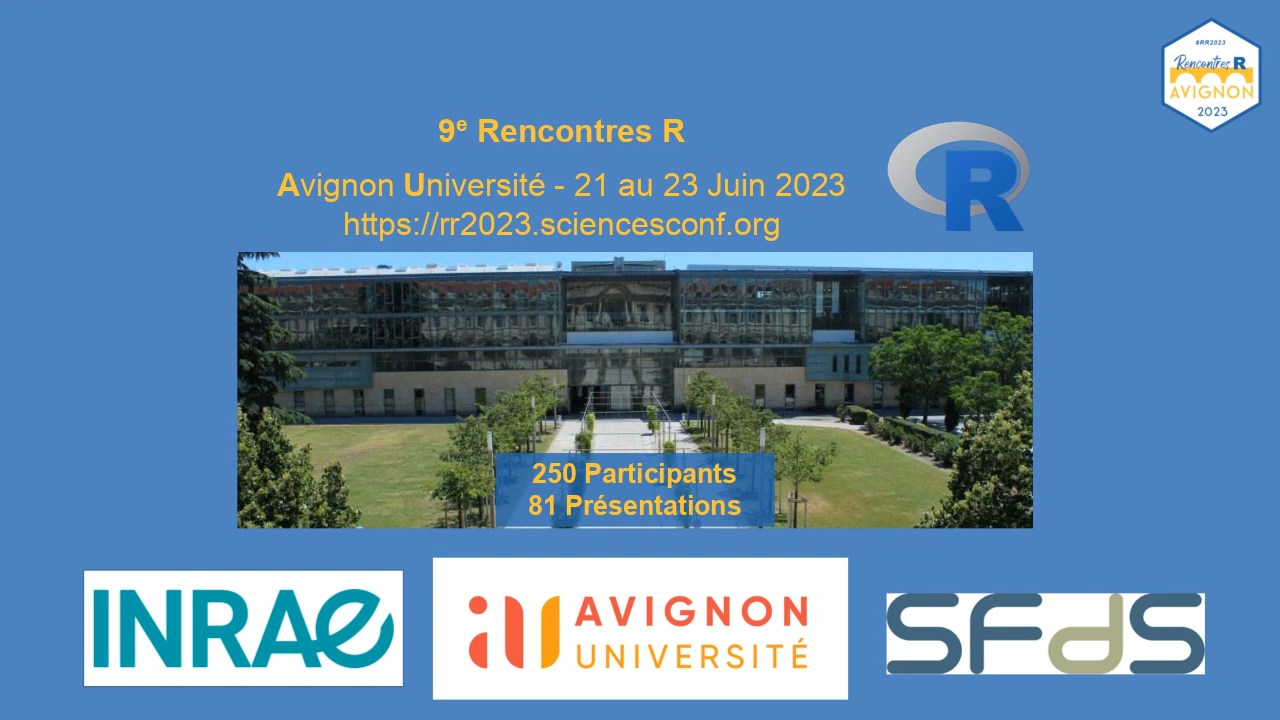 #RR2023
Rencontres R
AVIGNON
2023
9e Rencontres R
Avignon Université - 21 au 23 Juin 2023
https://rr2023.sciencesconf.org
R
250 Participants
81 Présentations
INRAE
au AVIGNON
UNIVERSITÉ
SFdS